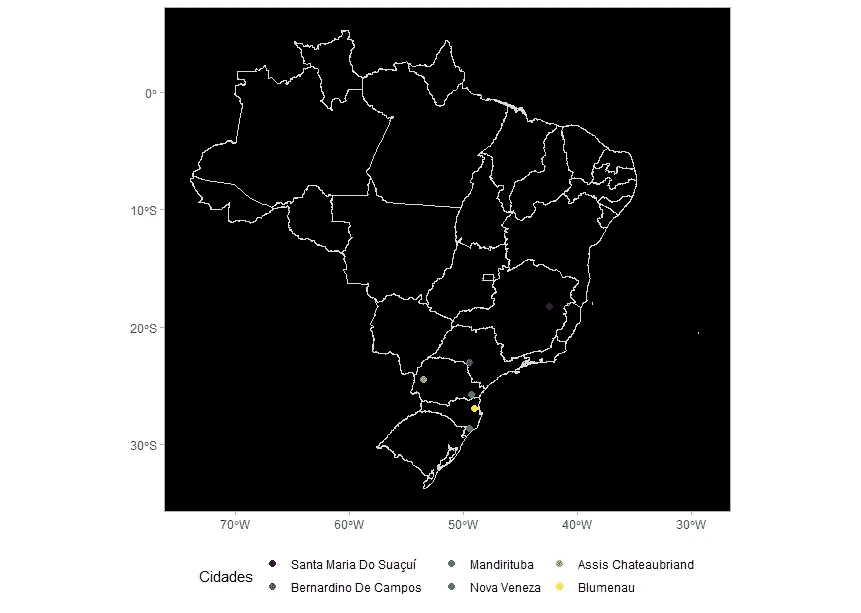 0°
10°S
20°S
30°S
70°W 60°W 50°W 40°W 30°W
Cidades
Santa Maria Do Suaçuí Mandirituba Assis Chateaubriand
Bernardino De Campos Nova Veneza Blumenau